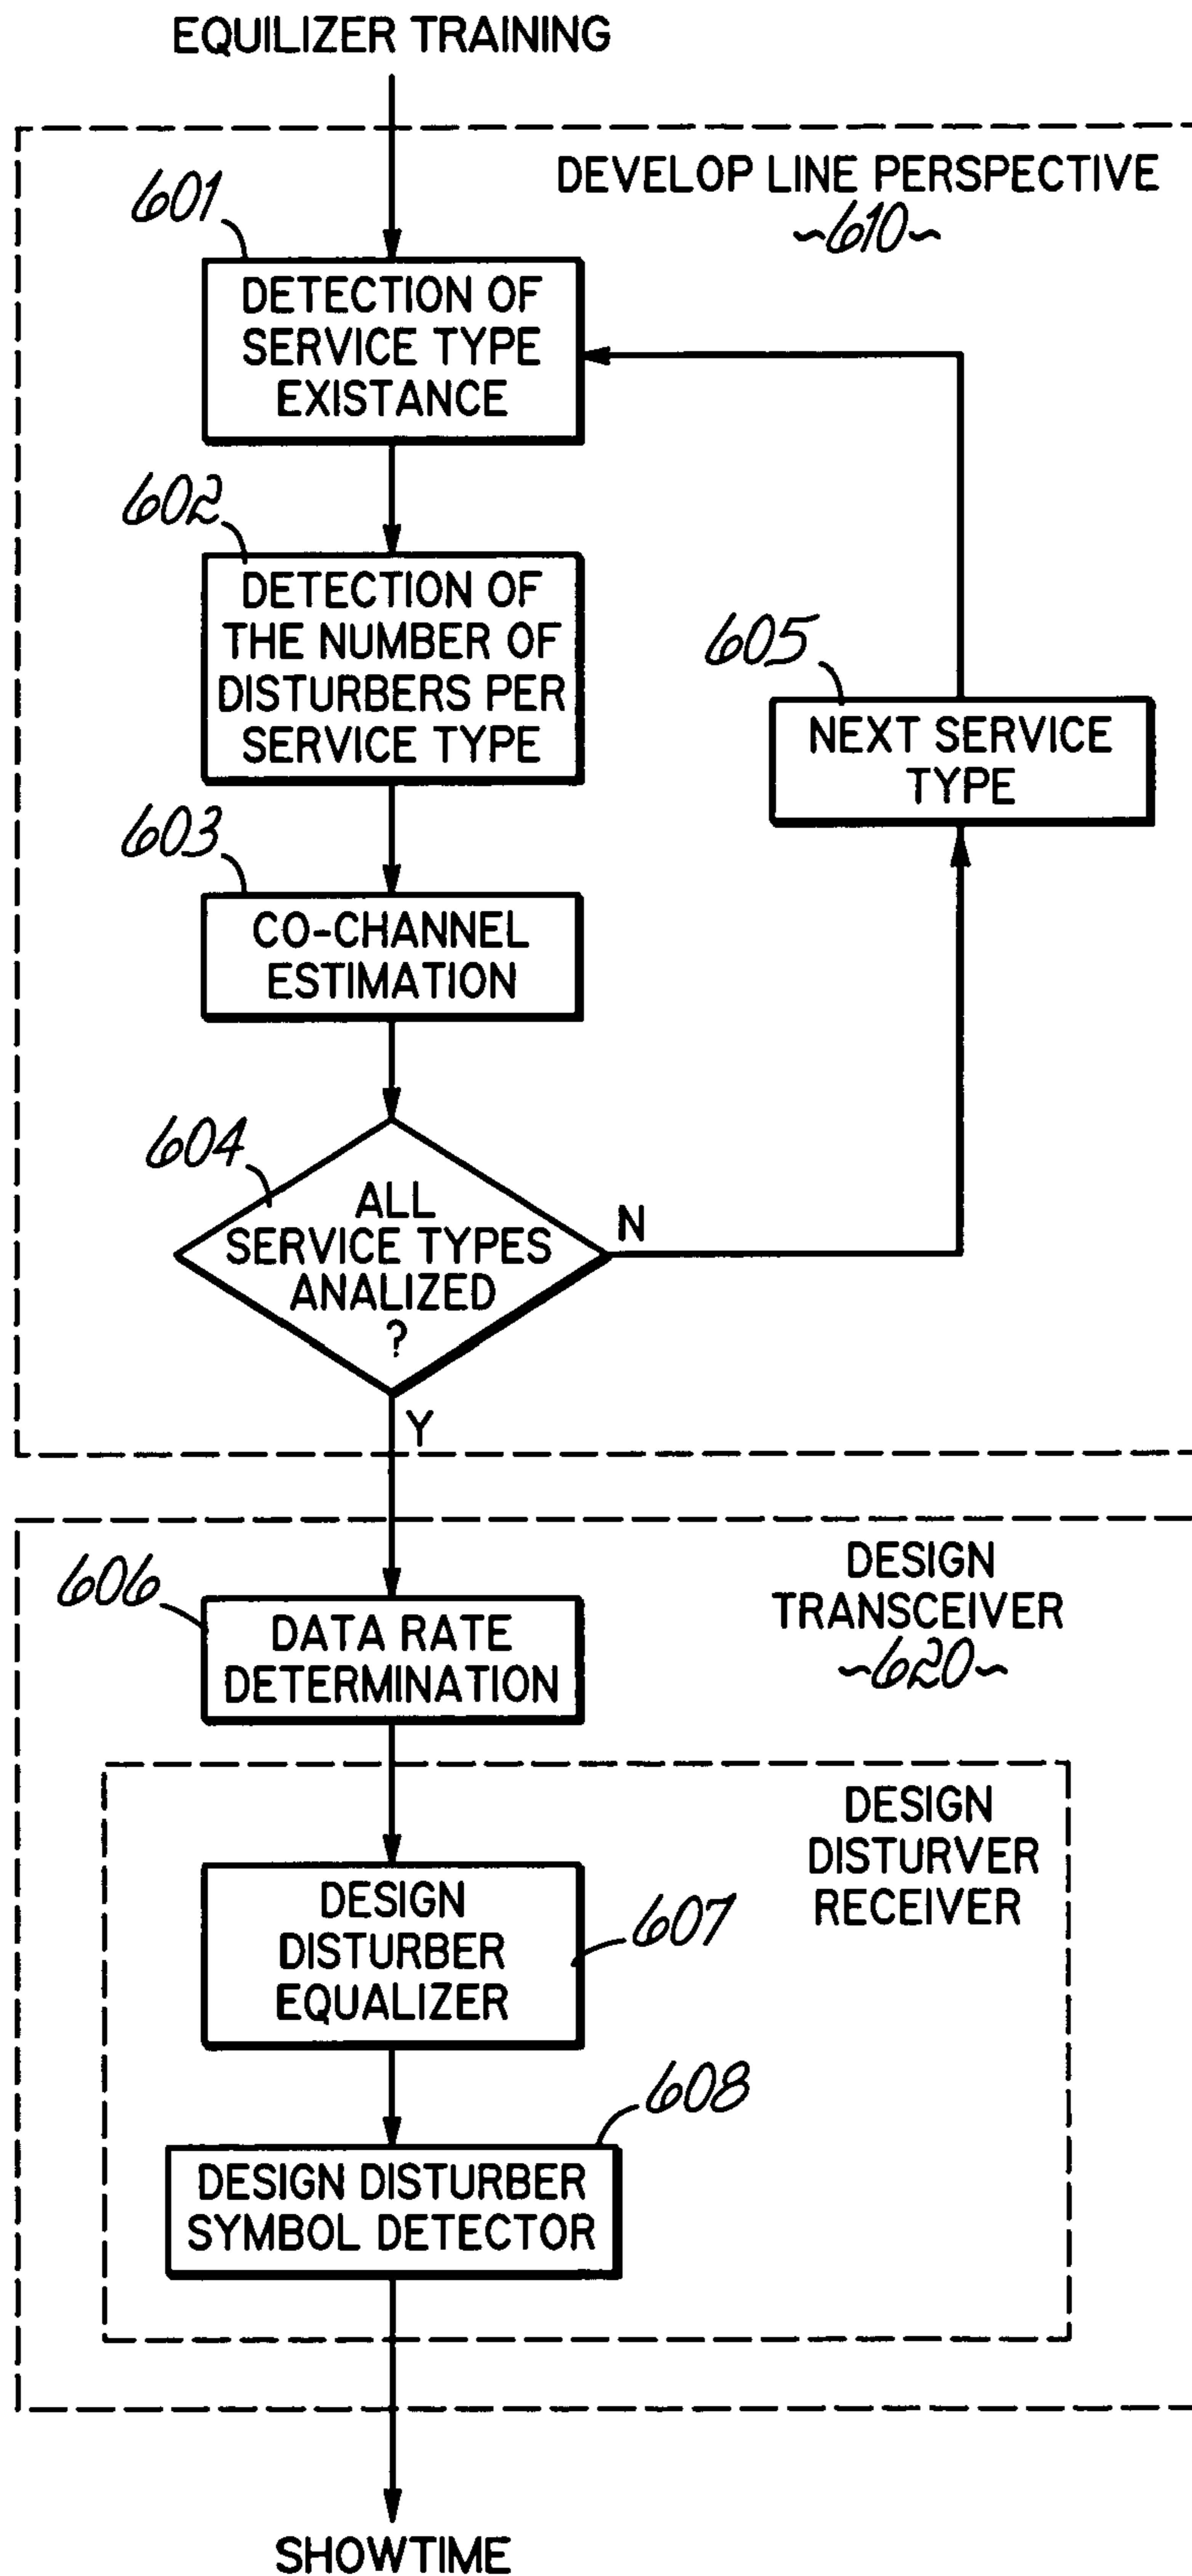 EQUILIZER TRAINING
DEVELOP LINE PERSPECTIVE
~610~
601
DETECTION OF
SERVICE TYPE
EXISTANCE
602
DETECTION OF
THE NUMBER OF
DISTURBERS PER
SERVICE TYPE
605
NEXT SERVICE
TYPE
603
CO-CHANNEL
ESTIMATION
604
ALL
SERVICE TYPES
ANALIZED
?
N
Y
DESIGN
TRANSCEIVER
~620~
606
DATA RATE
DETERMINATION
DESIGN
DISTURVER
RECEIVER
DESIGN
DISTURBER
EQUALIZER
607
608
DESIGN DISTURBER
SYMBOL DETECTOR
SHOWTIME